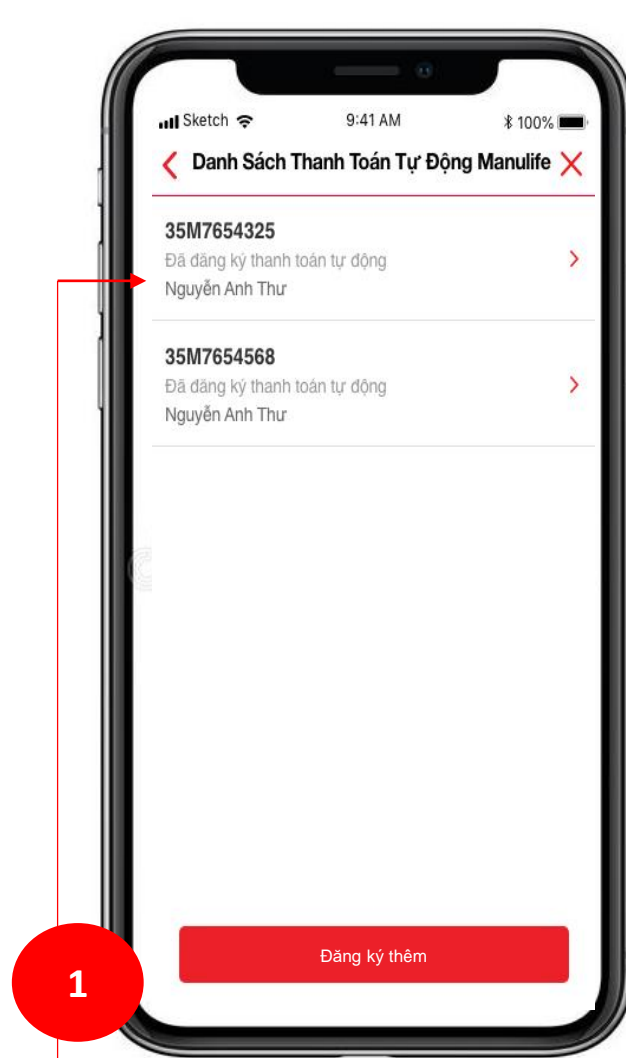 Sketch 9:41 AM 100%
Danh Sách Thanh Toán Tự Động Manulife
35M7654325
Đã đăng ký thanh toán tự động
Nguyễn Anh Thư
35M7654568
Đã đăng ký thanh toán tự động
Nguyễn Anh Thư
Đăng ký thêm
1